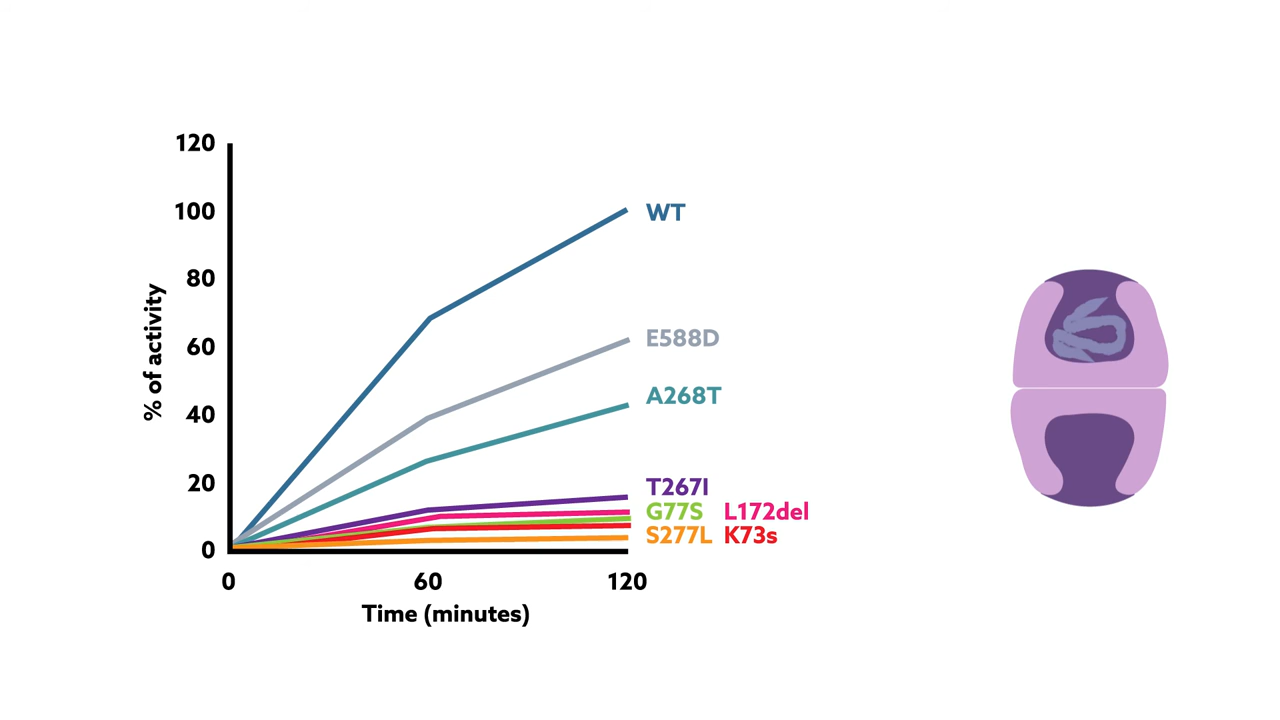 120
100
80
60
40
20
0
% of activity
WT
E588D
A268T
T267I
G77S L172del
S277L K73s
0 60 120
Time (minutes)